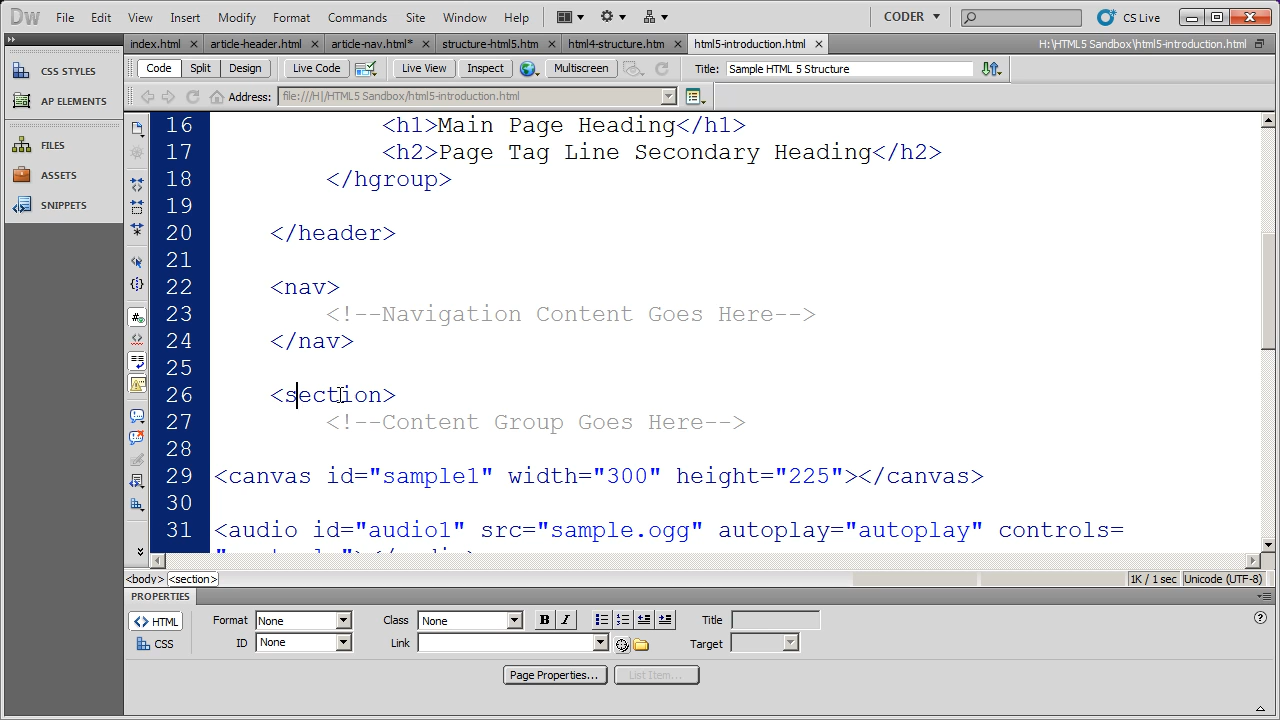 Dw File Edit View Insert Modify Format Commands Site Window Help CODER CS Live
index.html article-header.html article-nav.html* structure-html5.htm html4-structure.htm html5-introduction.html H:\HTML5 Sandbox\html5-introduction.html
Code Split Design Live Code Live View Inspect Multiscreen Title: Sample HTML 5 Structure
Address: file:///H|/HTML5 Sandbox/html5-introduction.html
CSS STYLES
AP ELEMENTS
FILES
ASSETS
SNIPPETS
16 <h1>Main Page Heading</h1>
17 <h2>Page Tag Line Secondary Heading</h2>
18 </hgroup>
19
20 </header>
21
22 <nav>
23 <!--Navigation Content Goes Here-->
24 </nav>
25
26 <section>
27 <!--Content Group Goes Here-->
28
29 <canvas id="sample1" width="300" height="225"></canvas>
30
31 <audio id="audio1" src="sample.ogg" autoplay="autoplay" controls=
<body> <section> 1K / 1 sec Unicode (UTF-8)
PROPERTIES
<> HTML Format None Class None B I Title
CSS ID None Link Target
Page Properties... List Item...